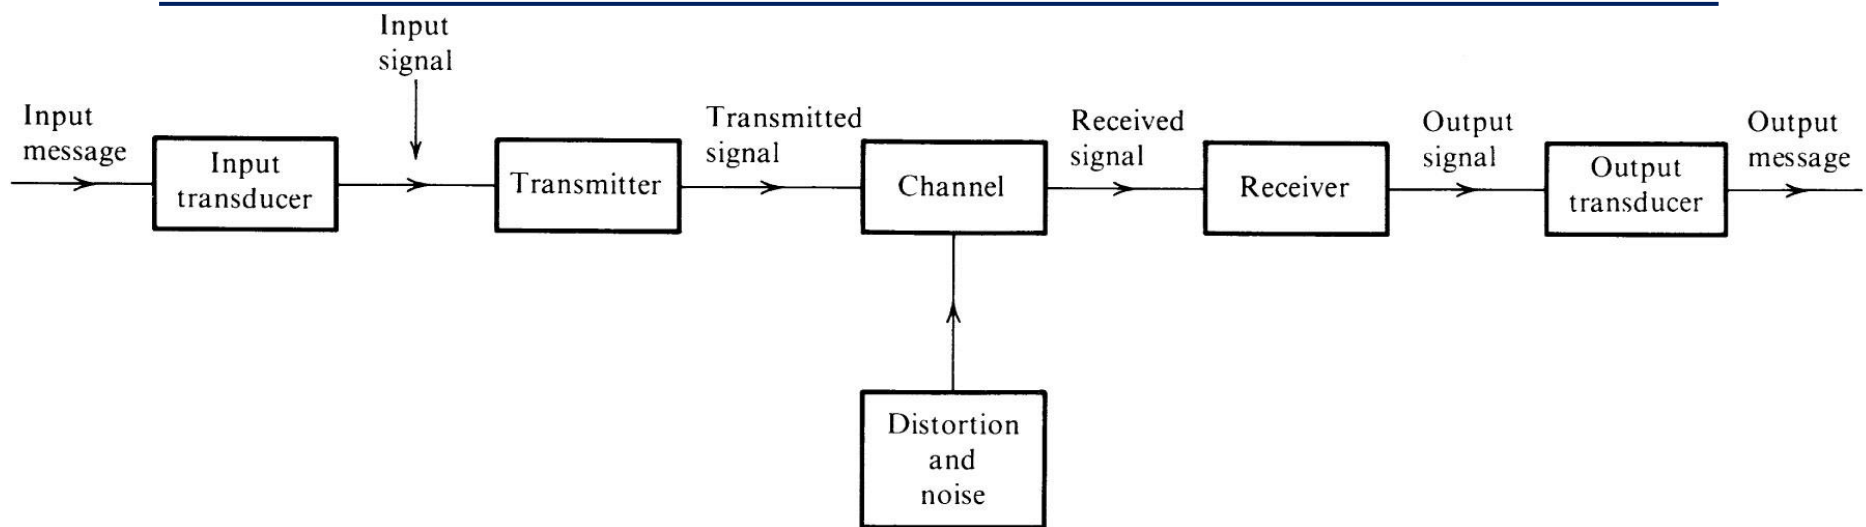 Input
signal
Input
message
Input
transducer
Transmitter
Transmitted
signal
Channel
Received
signal
Receiver
Output
signal
Output
transducer
Output
message
Distortion
and
noise